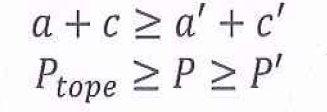 a + c ≥ a′ + c′
P_tope ≥ P ≥ P′